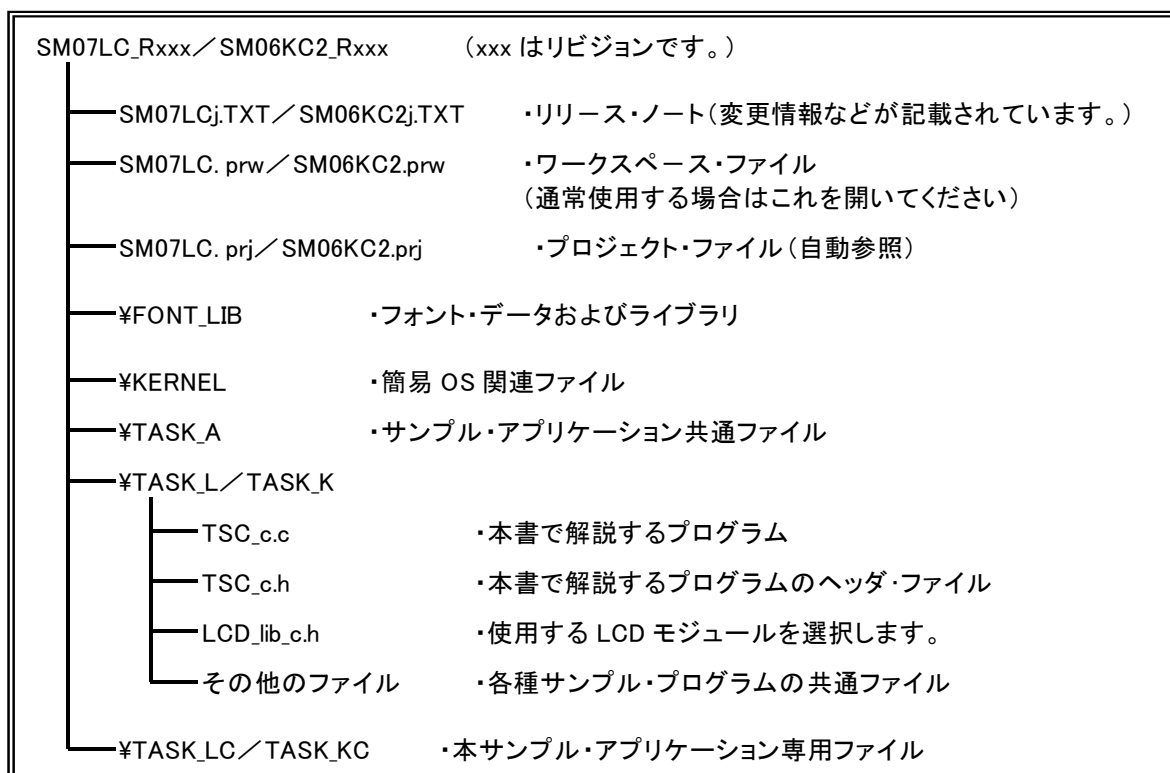 SM07LC_Rxxx／SM06KC2_Rxxx （xxx はリビジョンです。）
SM07LCj.TXT／SM06KC2j.TXT ・リリース・ノート（変更情報などが記載されています。）
SM07LC. prw／SM06KC2.prw ・ワークスペース・ファイル
（通常使用する場合はこれを開いてください）
SM07LC. prj／SM06KC2.prj ・プロジェクト・ファイル（自動参照）
¥FONT_LIB ・フォント・データおよびライブラリ
¥KERNEL ・簡易 OS 関連ファイル
¥TASK_A ・サンプル・アプリケーション共通ファイル
¥TASK_L／TASK_K
TSC_c.c ・本書で解説するプログラム
TSC_c.h ・本書で解説するプログラムのヘッダ・ファイル
LCD_lib_c.h ・使用する LCD モジュールを選択します。
その他のファイル ・各種サンプル・プログラムの共通ファイル
¥TASK_LC／TASK_KC ・本サンプル・アプリケーション専用ファイル